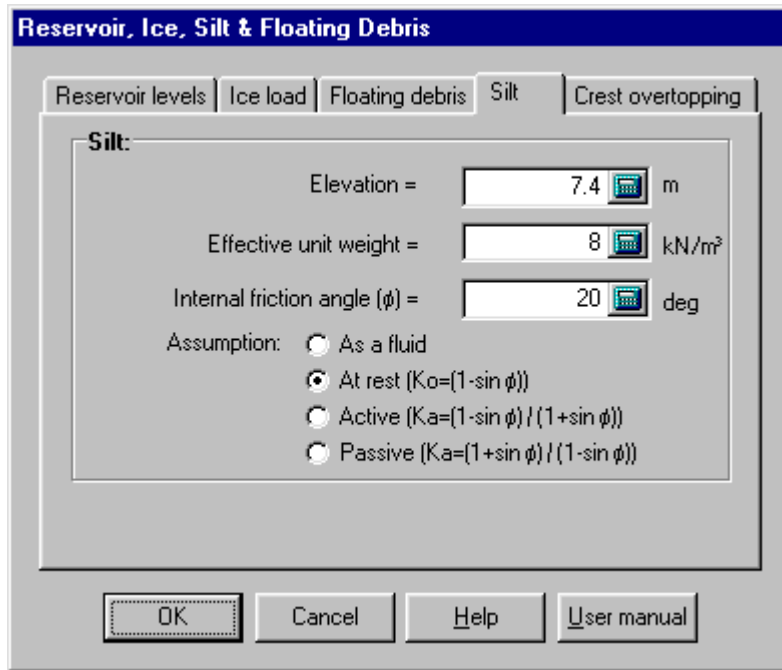 Reservoir, Ice, Silt & Floating Debris
Reservoir levels Ice load Floating debris Silt Crest overtopping
Silt:
Elevation = 7.4 m
Effective unit weight = 8 kN/m³
Internal friction angle (ϕ) = 20 deg
Assumption: As a fluid
At rest (Ko=(1-sin ϕ))
Active (Ka=(1-sin ϕ)/(1+sin ϕ))
Passive (Ka=(1+sin ϕ)/(1-sin ϕ))
OK Cancel Help User manual